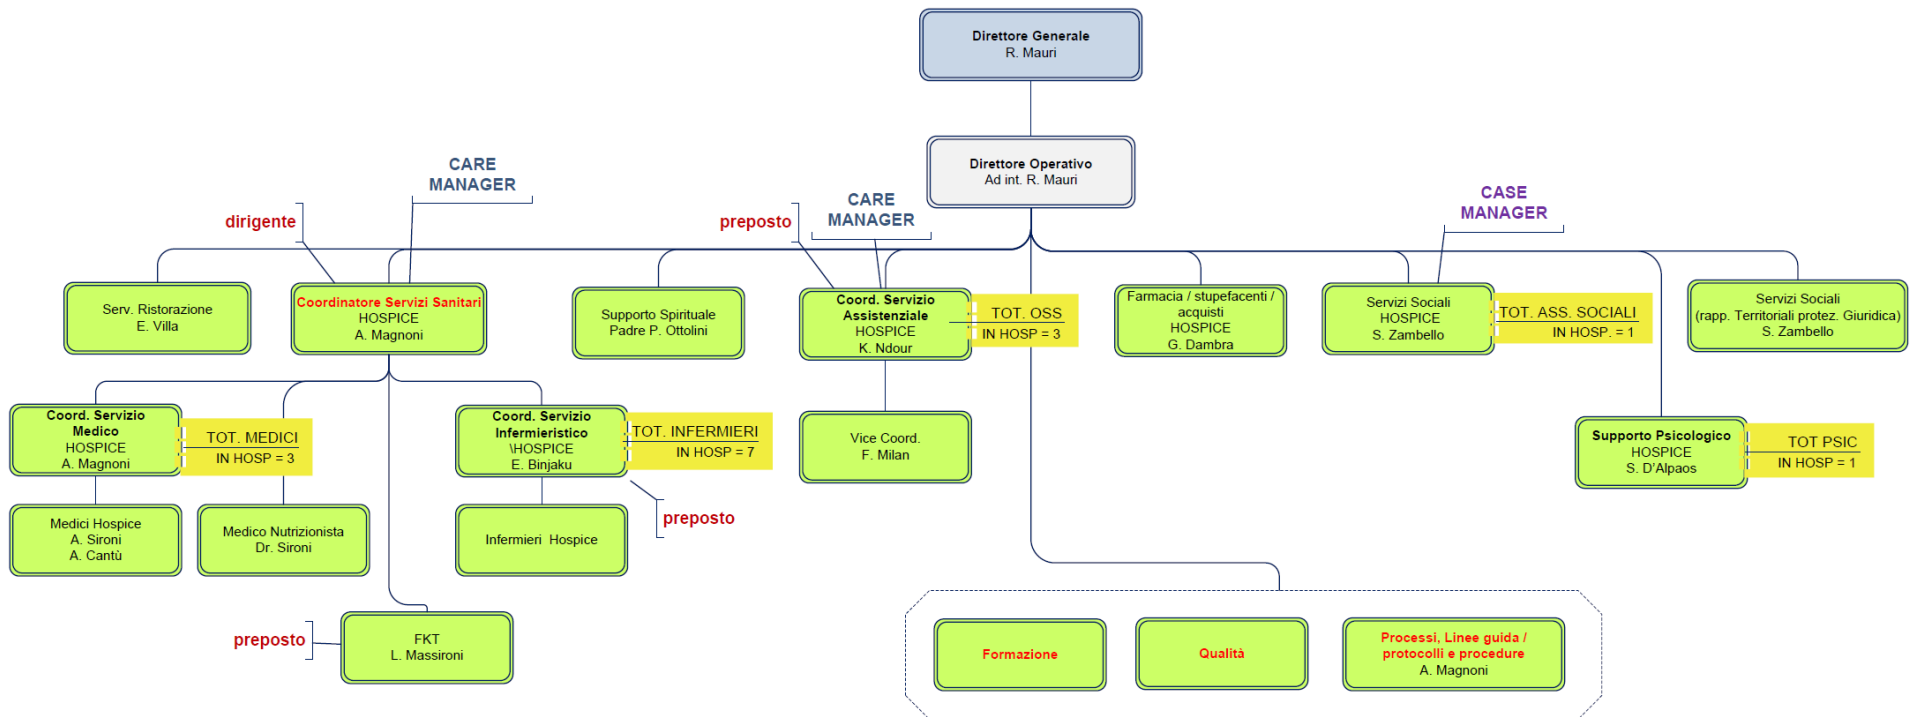 Direttore Generale
R. Mauri
Direttore Operativo
Ad int. R. Mauri
CARE
MANAGER
dirigente
preposto
CARE
MANAGER
CASE
MANAGER
Serv. Ristorazione
E. Villa
Coordinatore Servizi Sanitari
HOSPICE
A. Magnoni
Supporto Spirituale
Padre P. Ottolini
Coord. Servizio
Assistenziale
HOSPICE
K. Ndour
TOT. OSS
IN HOSP = 3
Farmacia / stupefacenti /
acquisti
HOSPICE
G. Dambra
Servizi Sociali
HOSPICE
S. Zambello
TOT. ASS. SOCIALI
IN HOSP. = 1
Servizi Sociali
(rapp. Territoriali protez. Giuridica)
S. Zambello
Coord. Servizio
Medico
HOSPICE
A. Magnoni
TOT. MEDICI
IN HOSP = 3
Coord. Servizio
Infermieristico
\HOSPICE
E. Binjaku
TOT. INFERMIERI
IN HOSP = 7
Vice Coord.
F. Milan
Supporto Psicologico
HOSPICE
S. D'Alpaos
TOT PSIC
IN HOSP = 1
Medici Hospice
A. Sironi
A. Cantù
Medico Nutrizionista
Dr. Sironi
Infermieri Hospice
preposto
preposto
FKT
L. Massironi
Formazione
Qualità
Processi, Linee guida /
protocolli e procedure
A. Magnoni